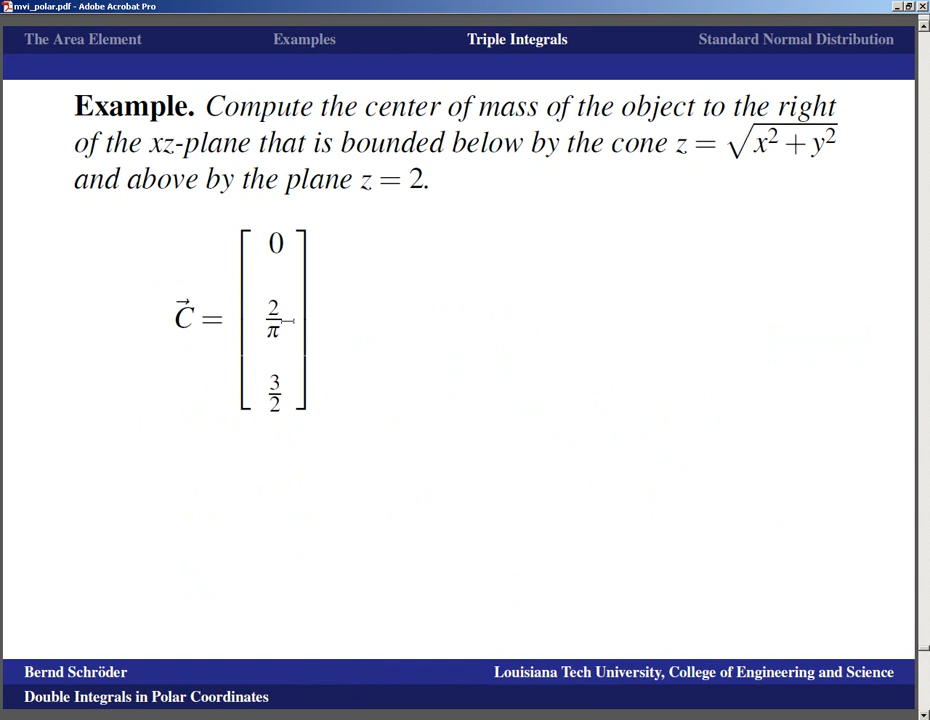 mvi_polar.pdf - Adobe Acrobat Pro
The Area Element Examples Triple Integrals Standard Normal Distribution
Example. Compute the center of mass of the object to the right
of the xz-plane that is bounded below by the cone z = √(x² + y²)
and above by the plane z = 2.
0
C⃗ = 2/π
3/2
Bernd Schröder Louisiana Tech University, College of Engineering and Science
Double Integrals in Polar Coordinates